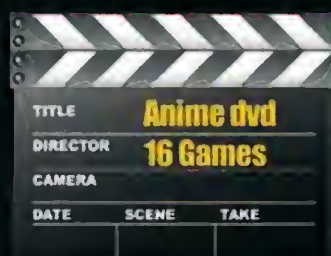 TITLE Anime dvd
DIRECTOR 16 Games
CAMERA
DATE SCENE TAKE